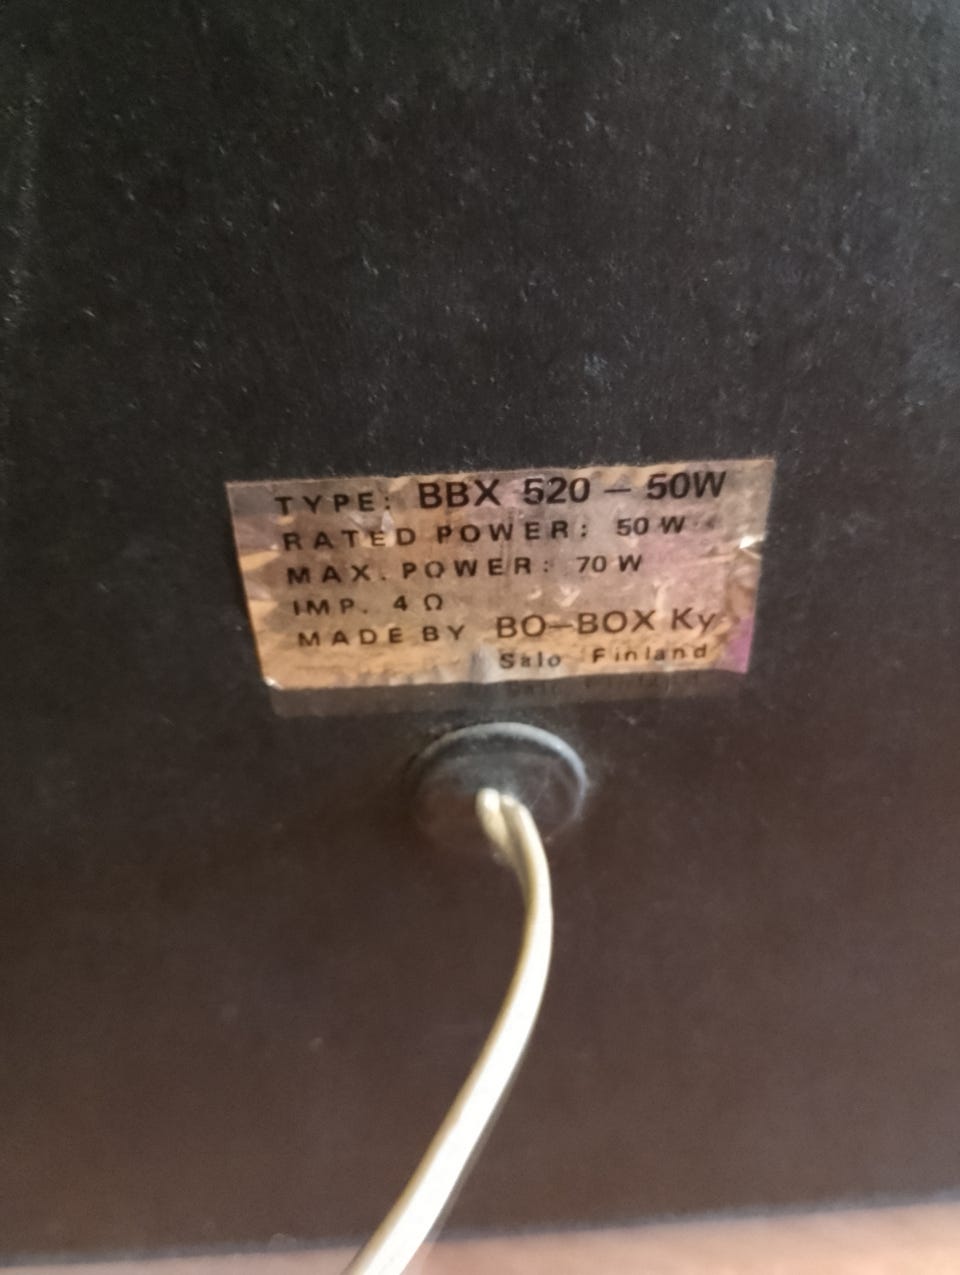 TYPE: BBX 520 – 50W
RATED POWER: 50 W
MAX. POWER: 70 W
IMP. 4 Ω
MADE BY BO–BOX Ky
Salo Finland